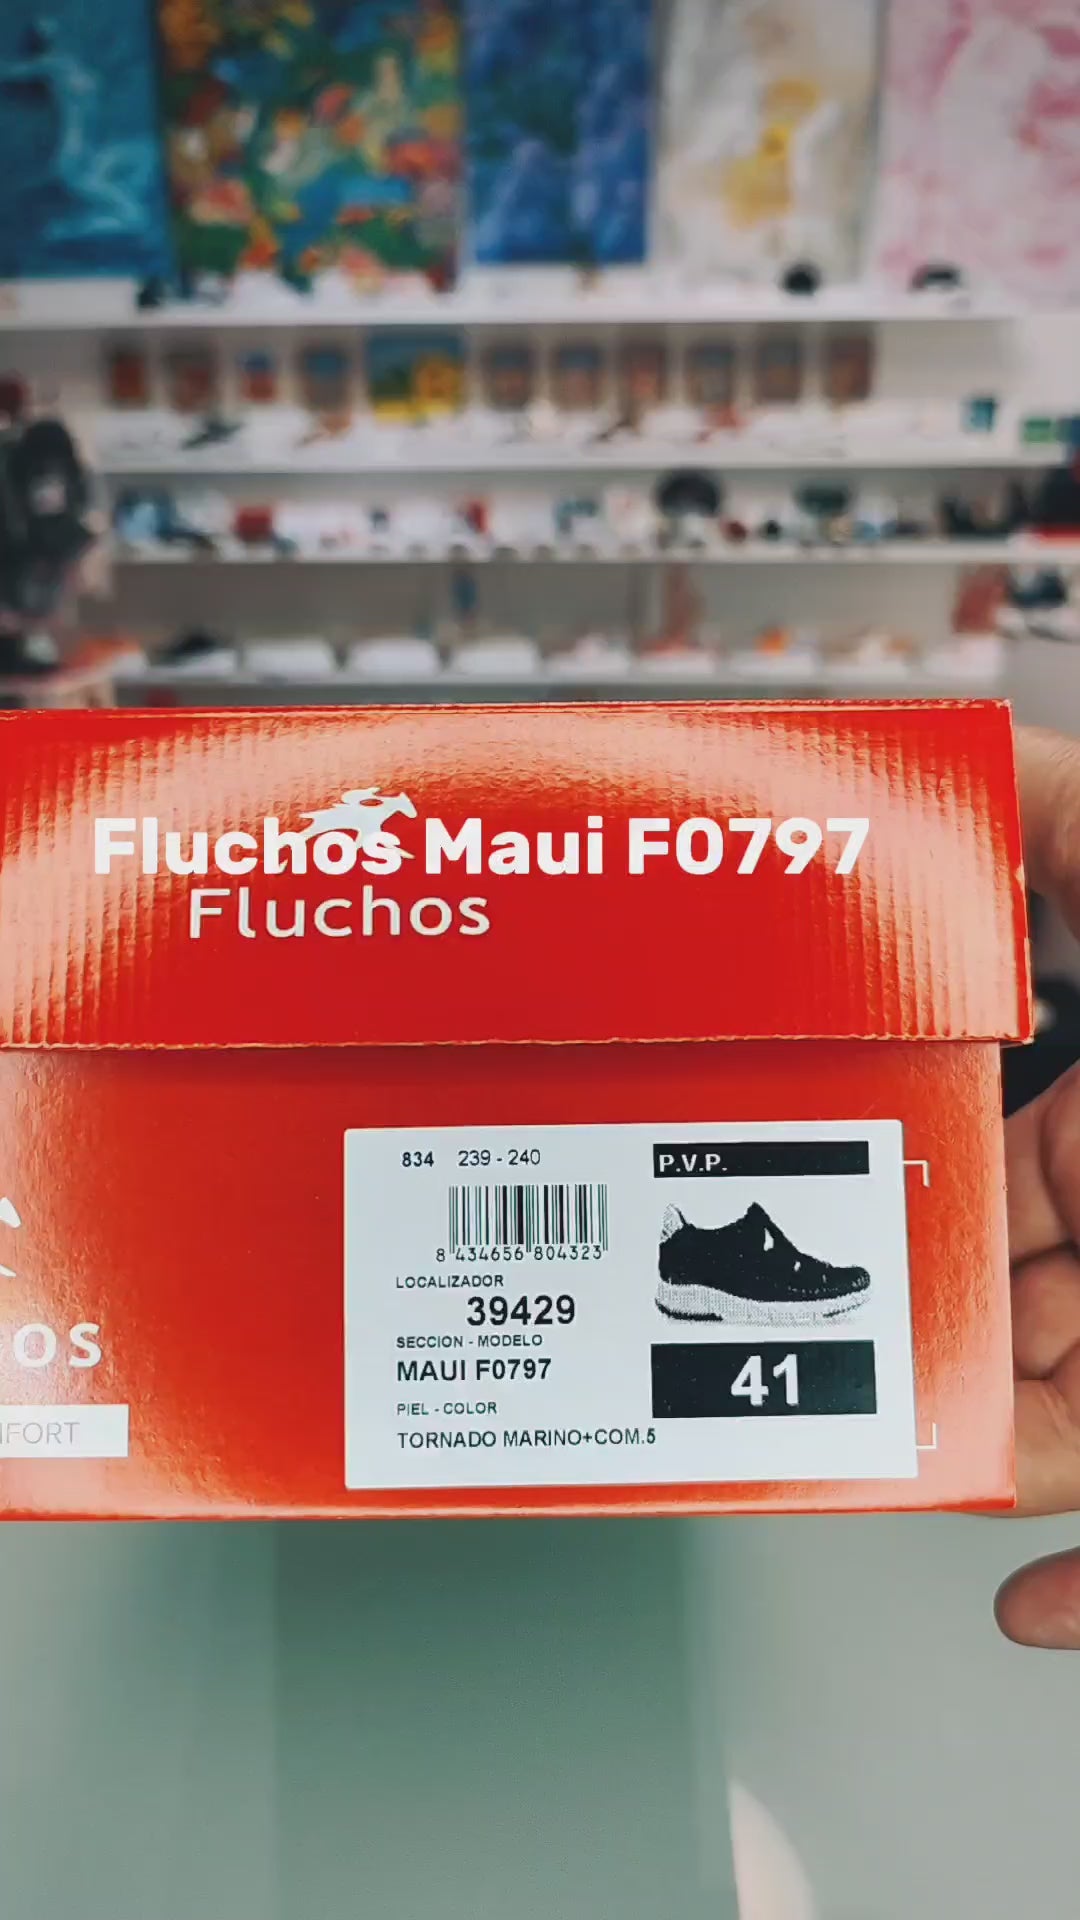 Fluchos Maui F0797
Fluchos
834 239 - 240
P.V.P.
8 434656 804323
LOCALIZADOR
39429
SECCION - MODELO
MAUI F0797
41
PIEL - COLOR
TORNADO MARINO+COM.5